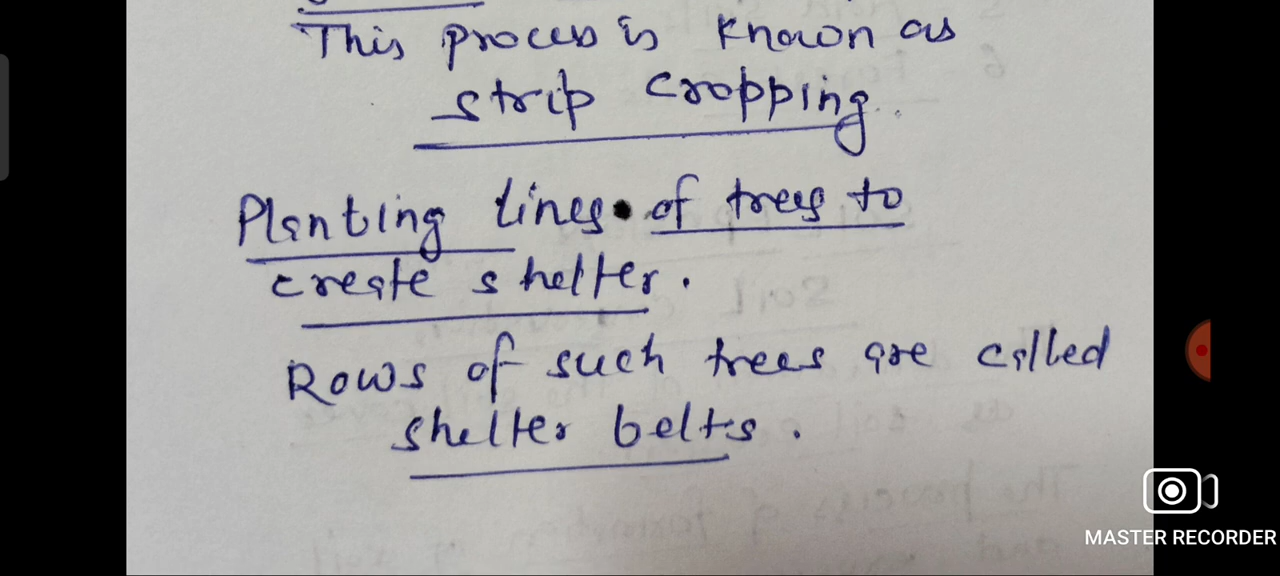 This process is known as
strip cropping.
Planting lines of trees to
create shelter.
Rows of such trees are called
shelter belts.
MASTER RECORDER